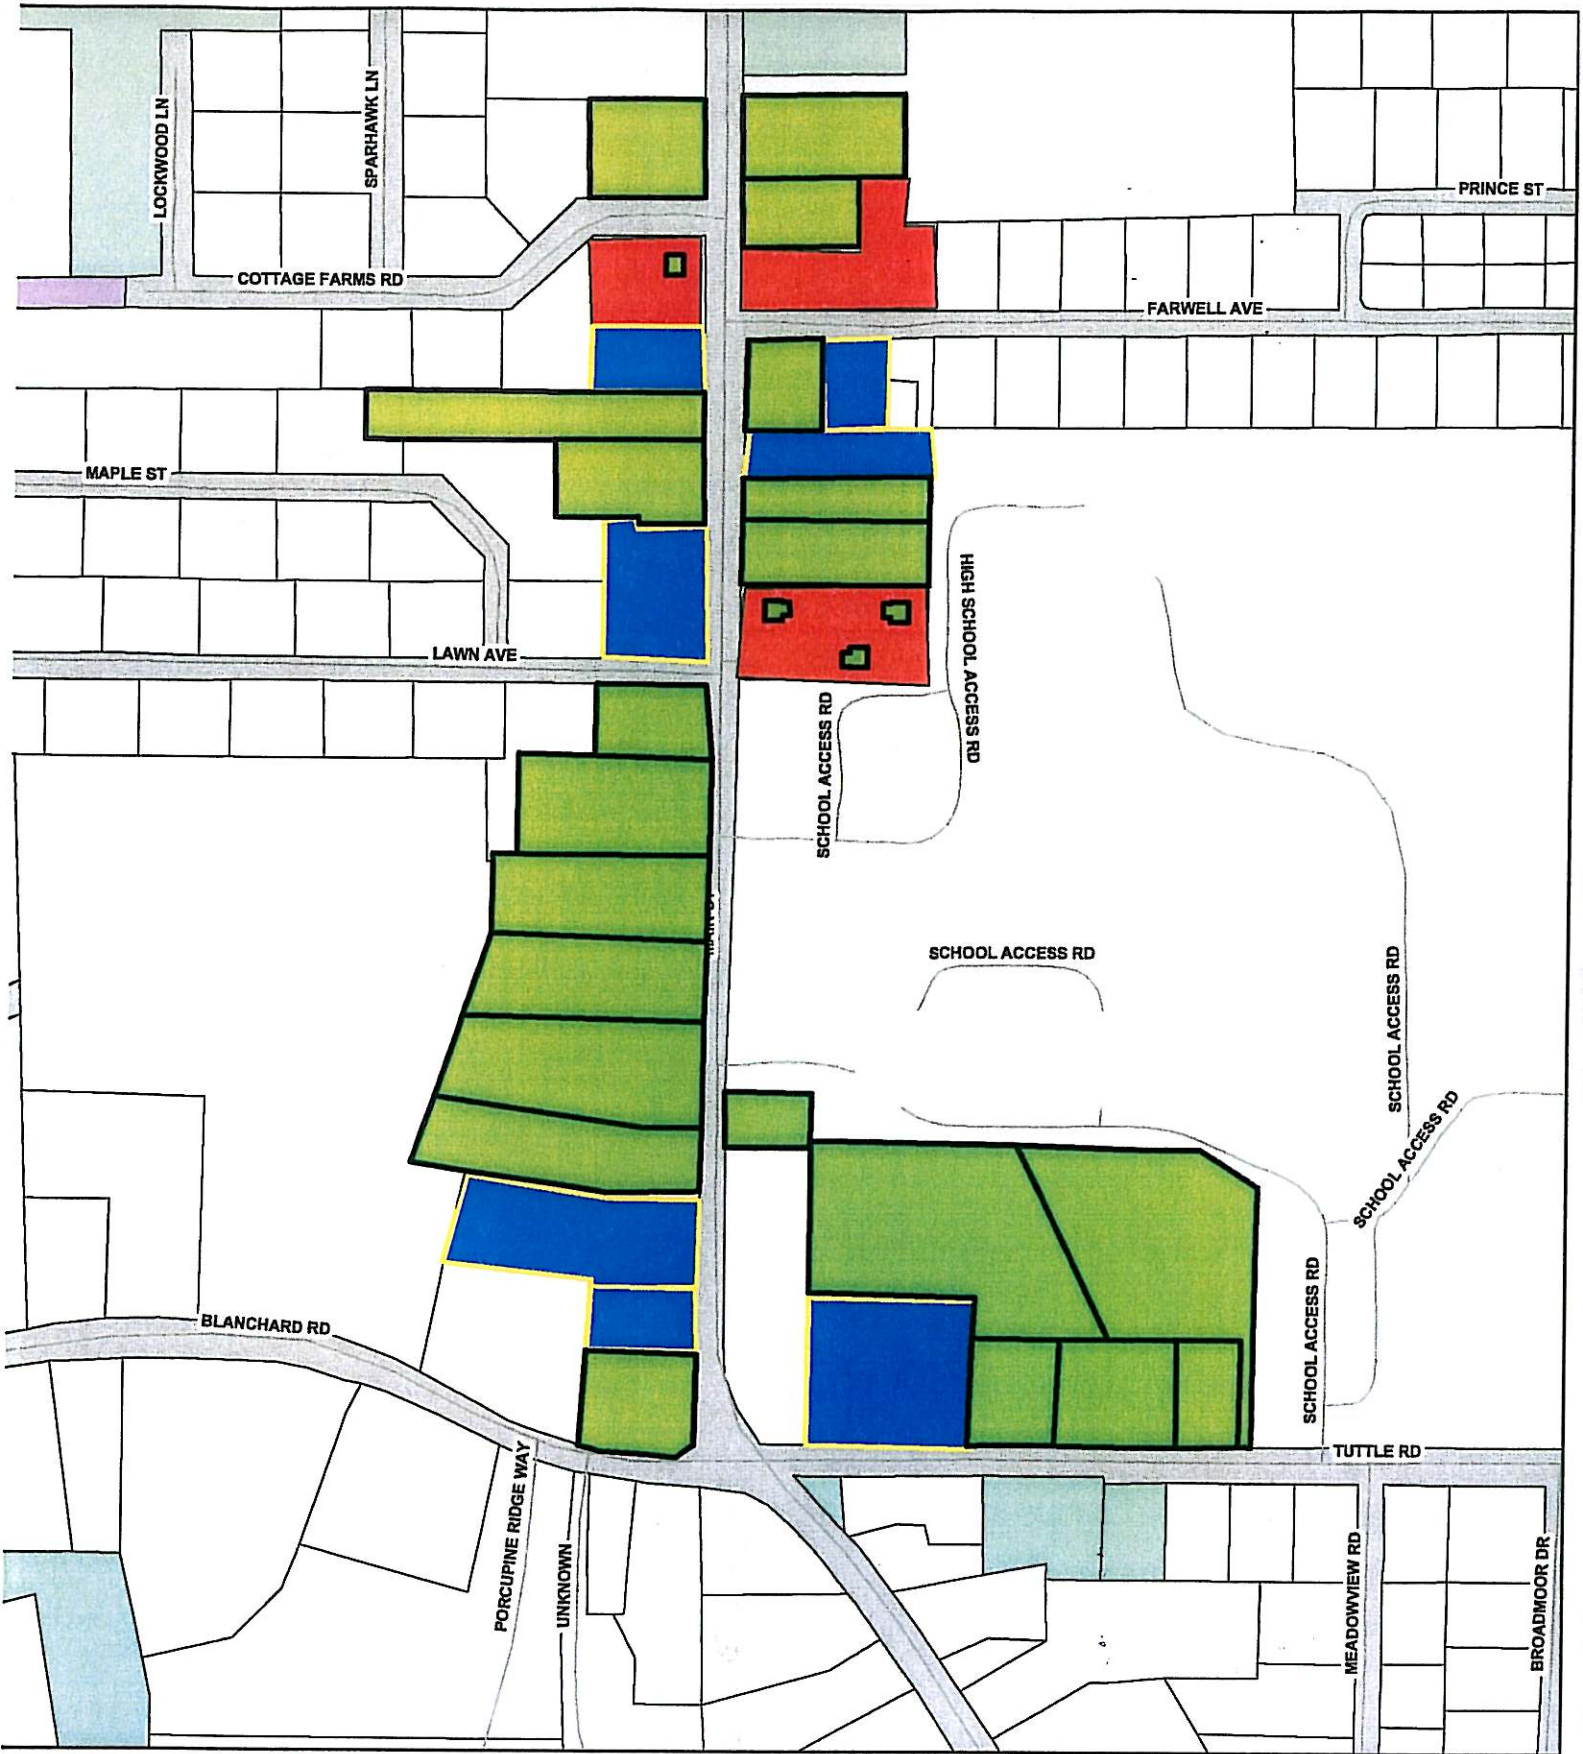 LOCKWOOD LN
SPARHAWK LN
PRINCE ST
COTTAGE FARMS RD
FARWELL AVE
MAPLE ST
HIGH SCHOOL ACCESS RD
LAWN AVE
SCHOOL ACCESS RD
SCHOOL ACCESS RD
SCHOOL ACCESS RD
SCHOOL ACCESS RD
SCHOOL ACCESS RD
BLANCHARD RD
TUTTLE RD
PORCUPINE RIDGE WAY
UNKNOWN
MEADOWVIEW RD
BROADMOOR DR